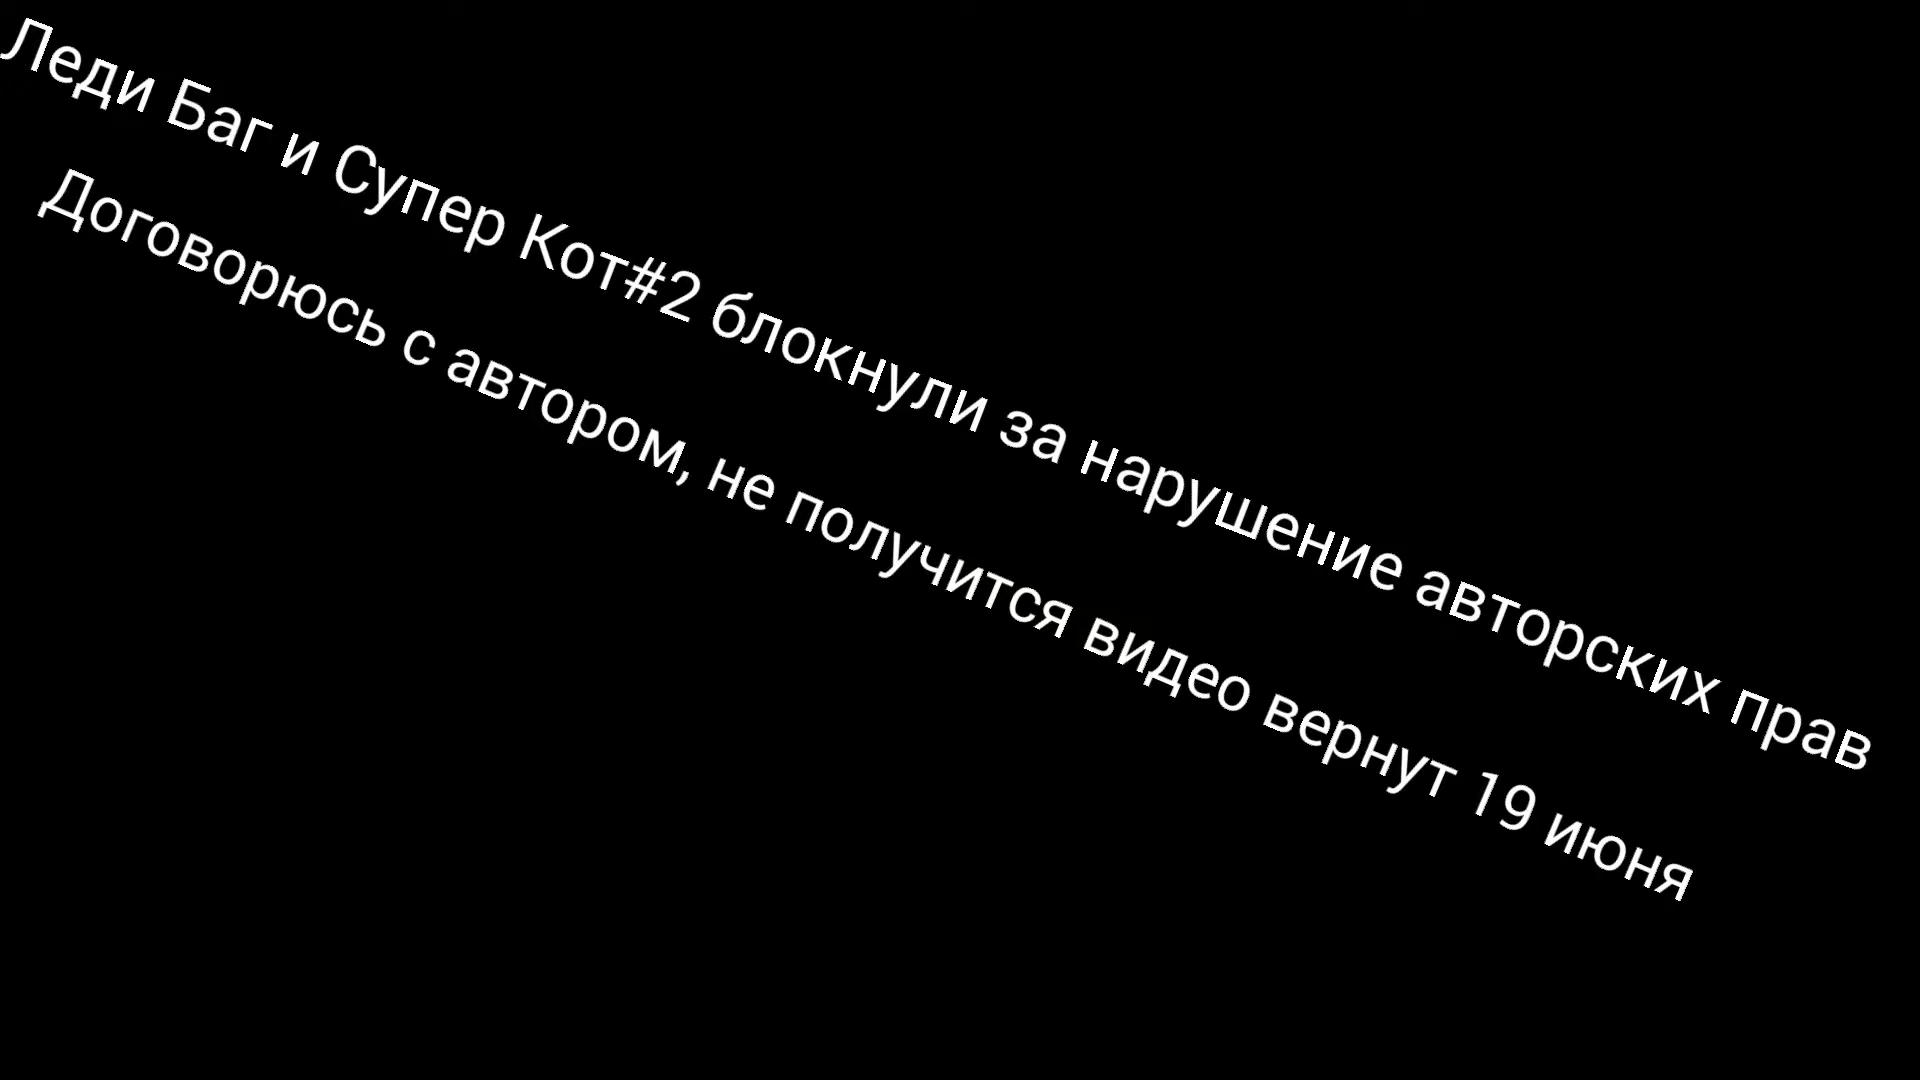 Леди Баг и Супер Кот#2 блокнули за нарушение авторских прав
Договорюсь с автором, не получится видео вернут 19 июня